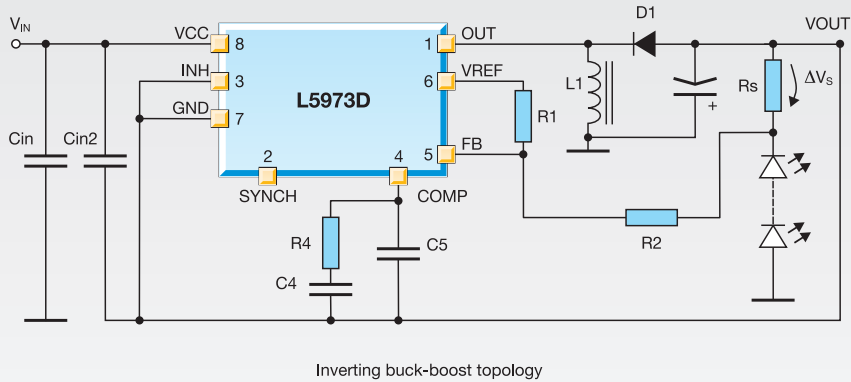 VIN
VCC
8
1
OUT
D1
VOUT
INH
3
6
VREF
L5973D
L1
Rs
ΔVS
GND
7
R1
+
Cin
Cin2
5
FB
2
4
SYNCH
COMP
R2
R4
C5
C4
Inverting buck-boost topology